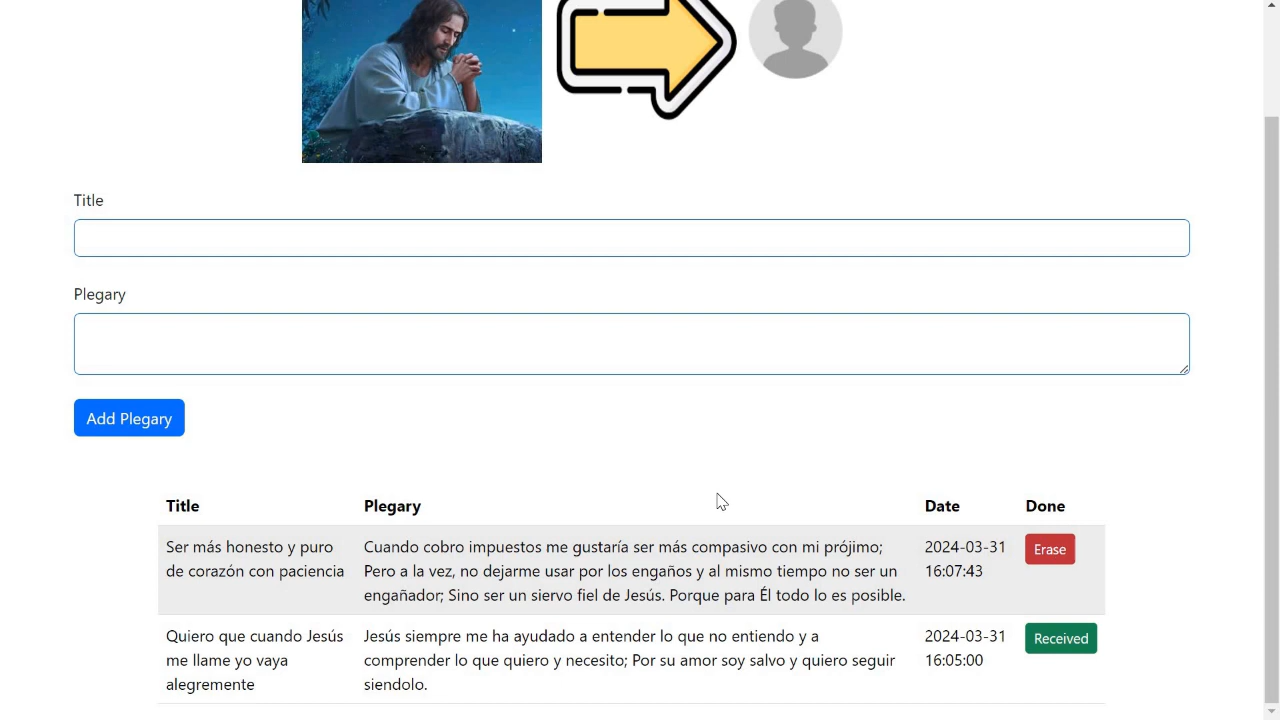 Title
Plegary
Add Plegary
Title Plegary Date Done
Ser más honesto y puro
de corazón con paciencia
Cuando cobro impuestos me gustaría ser más compasivo con mi prójimo;
Pero a la vez, no dejarme usar por los engaños y al mismo tiempo no ser un
engañador; Sino ser un siervo fiel de Jesús. Porque para Él todo lo es posible.
2024-03-31
16:07:43
Erase
Quiero que cuando Jesús
me llame yo vaya
alegremente
Jesús siempre me ha ayudado a entender lo que no entiendo y a
comprender lo que quiero y necesito; Por su amor soy salvo y quiero seguir
siendolo.
2024-03-31
16:05:00
Received